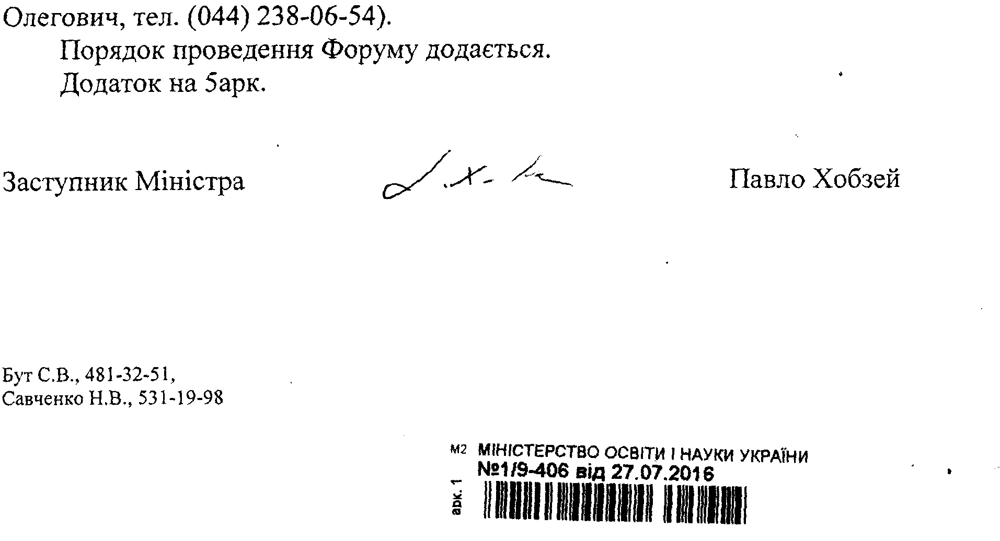 Олегович, тел. (044) 238-06-54).
Порядок проведення Форуму додається.
Додаток на 5арк.
Заступник Міністра Павло Хобзей
Бут С.В., 481-32-51,
Савченко Н.В., 531-19-98
М2 МІНІСТЕРСТВО ОСВІТИ І НАУКИ УКРАЇНИ
№1/9-406 від 27.07.2016
арк. 1